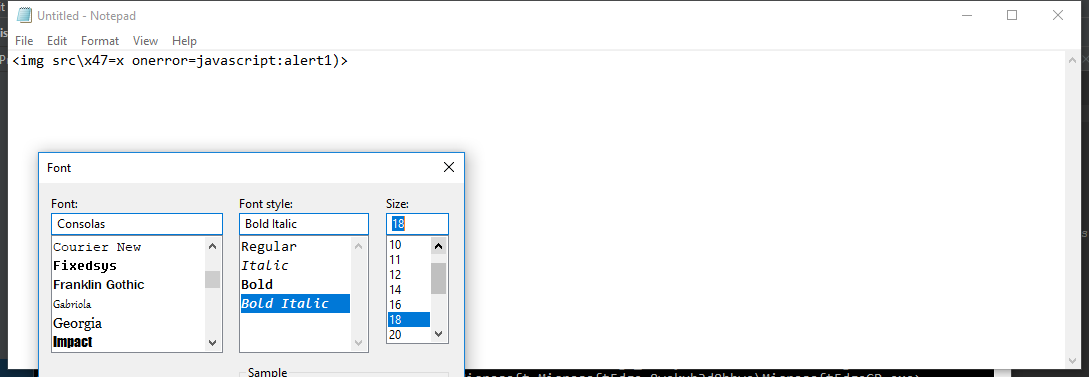 Untitled - Notepad
File Edit Format View Help
<img src\x47=x onerror=javascript:alert1)>
Font
Font: Font style: Size:
Consolas Bold Italic 18
Courier New Regular 10
Fixedsys Italic 11
Franklin Gothic Bold 12
Gabriola Bold Italic 14
Georgia 16
Impact 18
20
Sample